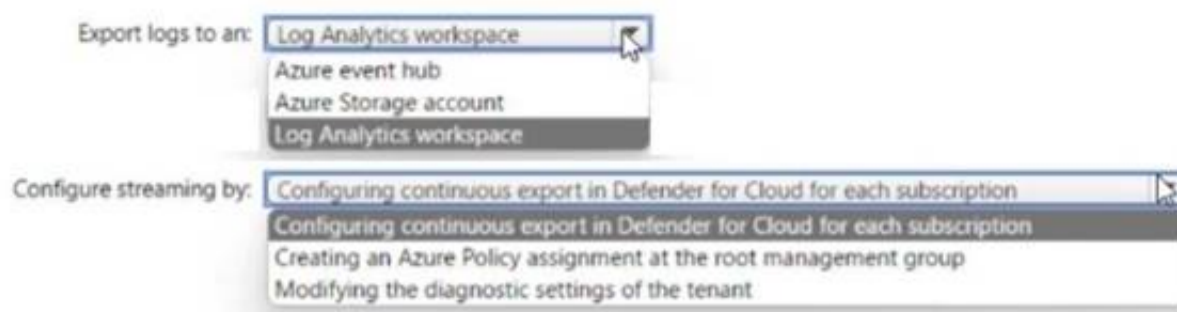 Export logs to an: Log Analytics workspace
Azure event hub
Azure Storage account
Log Analytics workspace
Configure streaming by: Configuring continuous export in Defender for Cloud for each subscription
Configuring continuous export in Defender for Cloud for each subscription
Creating an Azure Policy assignment at the root management group
Modifying the diagnostic settings of the tenant